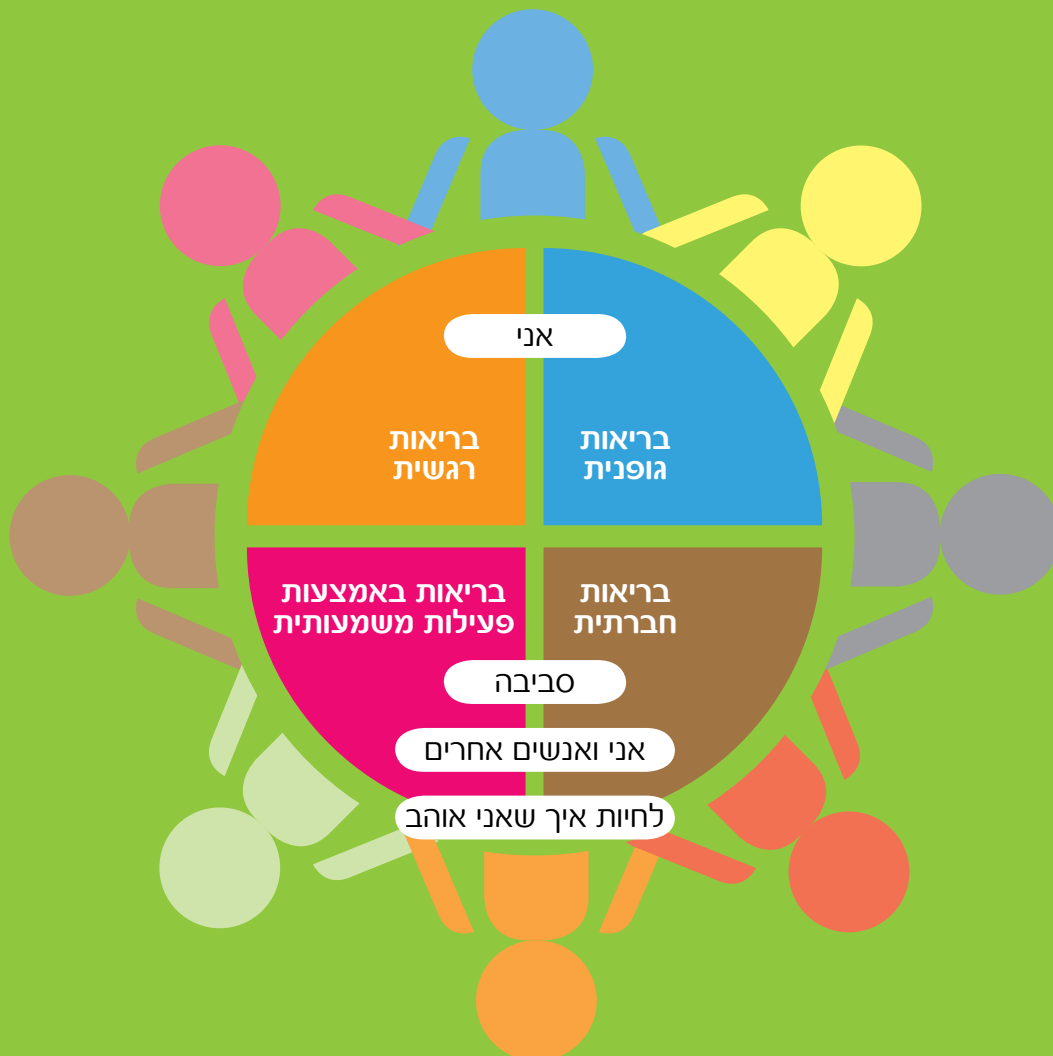 אני
בריאות
גופנית
בריאות
רגשית
בריאות
חברתית
בריאות באמצעות
פעילות משמעותית
סביבה
אני ואנשים אחרים
לחיות איך שאני אוהב